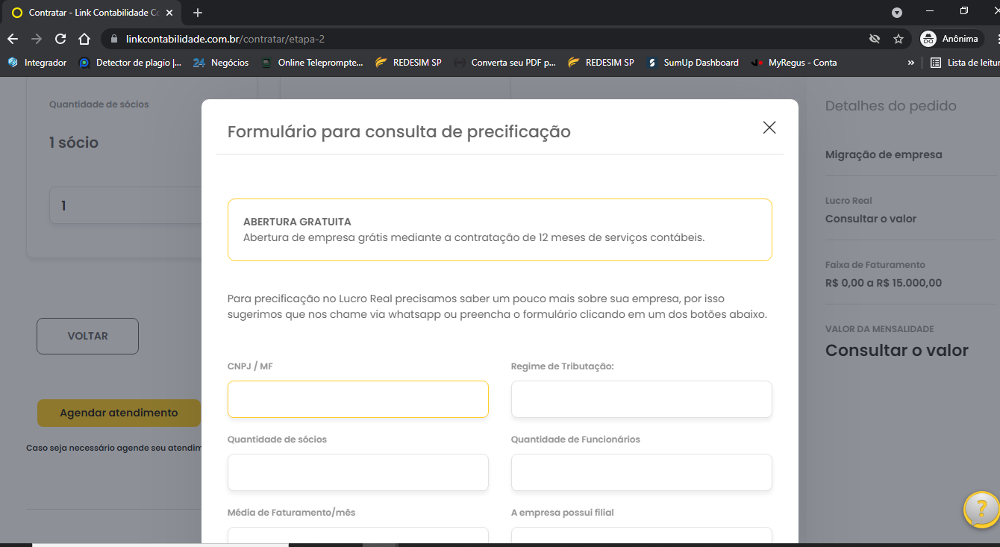 Contratar - Link Contabilidade Co
linkcontabilidade.com.br/contratar/etapa-2
Anônima
Integrador
Detector de plagio |...
24 Negócios
Online Teleprompte...
REDESIM SP
Converta seu PDF p...
REDESIM SP
SumUp Dashboard
MyRegus - Conta
»
Lista de leitur
Quantidade de sócios
1 sócio
1
VOLTAR
Agendar atendimento
Caso seja necessário agende seu atendim
Formulário para consulta de precificação
ABERTURA GRATUITA
Abertura de empresa grátis mediante a contratação de 12 meses de serviços contábeis.
Para precificação no Lucro Real precisamos saber um pouco mais sobre sua empresa, por isso
sugerimos que nos chame via whatsapp ou preencha o formulário clicando em um dos botões abaixo.
CNPJ / MF
Regime de Tributação:
Quantidade de sócios
Quantidade de Funcionários
Média de Faturamento/mês
A empresa possui filial
Detalhes do pedido
Migração de empresa
Lucro Real
Consultar o valor
Faixa de Faturamento
R$ 0,00 a R$ 15.000,00
VALOR DA MENSALIDADE
Consultar o valor
?